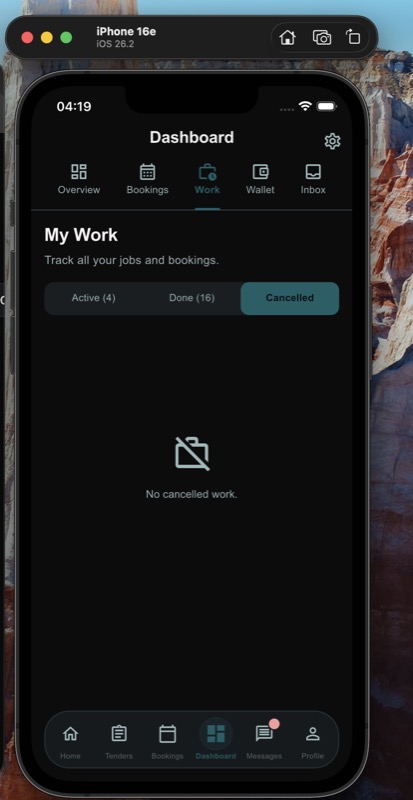 iPhone 16e
iOS 26.2
04:19
Dashboard
Overview Bookings Work Wallet Inbox
My Work
Track all your jobs and bookings.
Active (4) Done (16) Cancelled
No cancelled work.
Home Tenders Bookings Dashboard Messages Profile